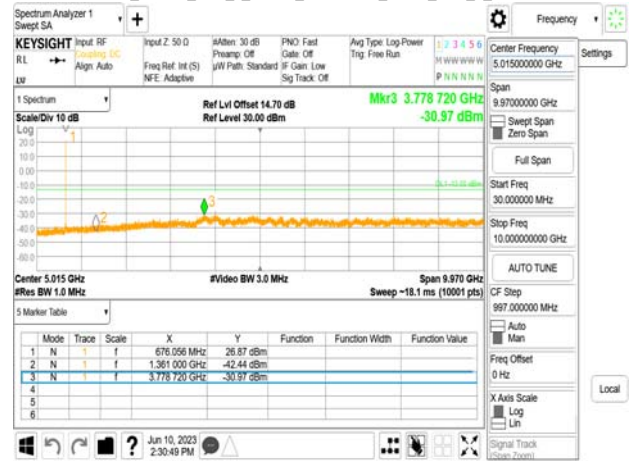 Spectrum Analyzer 1
Swept SA
Frequency
KEYSIGHT
Input: RF
Coupling: DC
Align: Auto
Input Z: 50 Ω
Freq Ref: Int (S)
NFE: Adaptive
#Atten: 30 dB
Preamp: Off
µW Path: Standard
PNO: Fast
Gate: Off
IF Gain: Low
Sig Track: Off
Avg Type: Log-Power
Trig: Free Run
1 2 3 4 5 6
M W W W W W
P N N N N N
RL
LU
1 Spectrum
Scale/Div 10 dB
Ref Lvl Offset 14.70 dB
Ref Level 30.00 dBm
Mkr3 3.778 720 GHz
-30.97 dBm
Log
20.0
10.0
0.00
-10.0
-20.0
-30.0
-40.0
-50.0
-60.0
1
2
3
Center 5.015 GHz
#Res BW 1.0 MHz
#Video BW 3.0 MHz
Span 9.970 GHz
Sweep ~18.1 ms (10001 pts)
5 Marker Table
Mode Trace Scale X Y Function Function Width Function Value
1 N 1 f 676.056 MHz 26.87 dBm
2 N 1 f 1.361 000 GHz -42.44 dBm
3 N 1 f 3.778 720 GHz -30.97 dBm
4
5
6
Jun 10, 2023
2:30:49 PM
Center Frequency
5.015000000 GHz
Settings
Span
9.97000000 GHz
Swept Span
Zero Span
Full Span
Start Freq
30.000000 MHz
Stop Freq
10.000000000 GHz
AUTO TUNE
CF Step
997.000000 MHz
Auto
Man
Freq Offset
0 Hz
X Axis Scale
Log
Lin
Local
Signal Track
(Span Zoom)